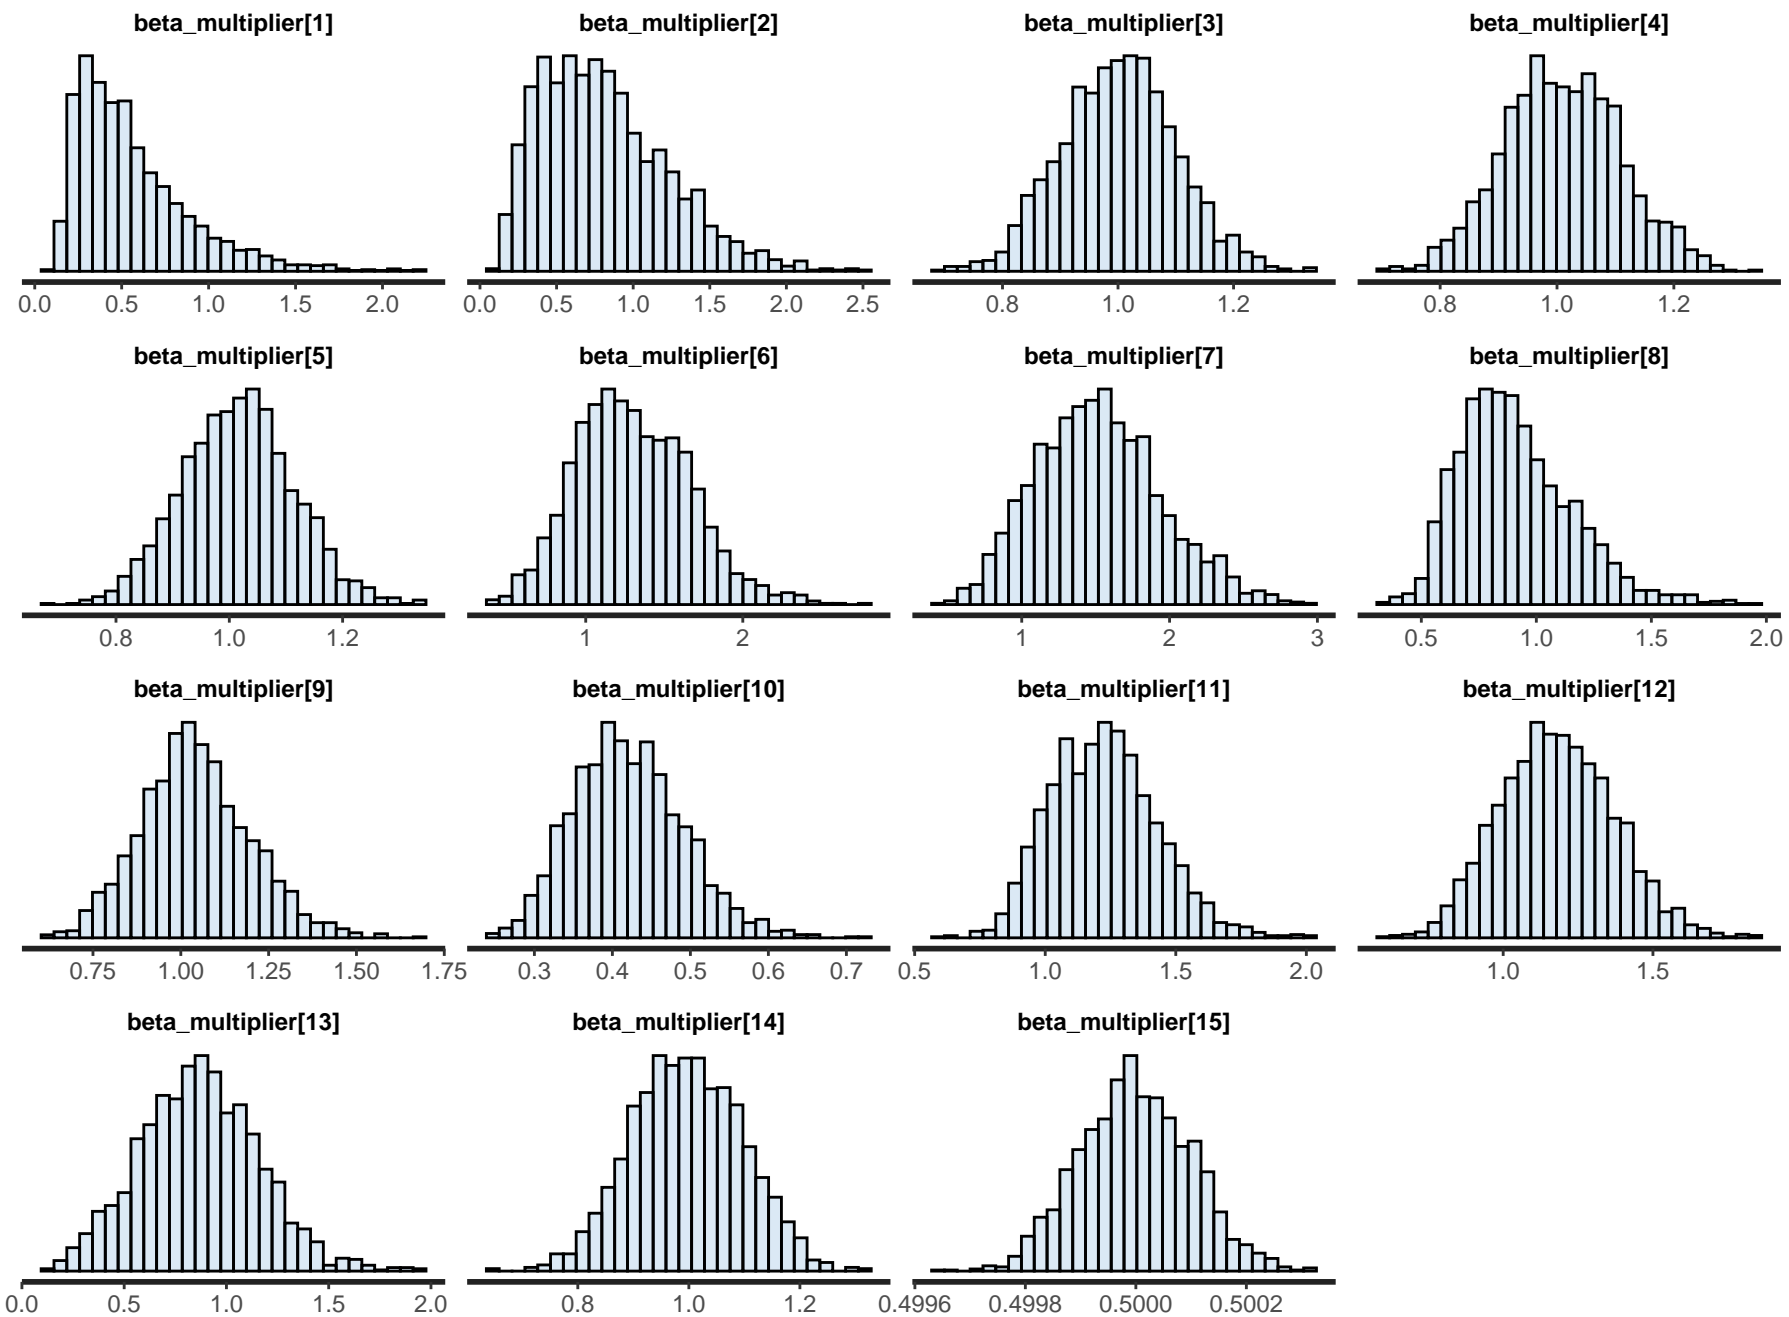 beta_multiplier[1] beta_multiplier[2] beta_multiplier[3] beta_multiplier[4]
0.0 0.5 1.0 1.5 2.0 0.0 0.5 1.0 1.5 2.0 2.5 0.8 1.0 1.2 0.8 1.0 1.2
beta_multiplier[5] beta_multiplier[6] beta_multiplier[7] beta_multiplier[8]
0.8 1.0 1.2 1 2 1 2 3 0.5 1.0 1.5 2.0
beta_multiplier[9] beta_multiplier[10] beta_multiplier[11] beta_multiplier[12]
0.75 1.00 1.25 1.50 1.75 0.3 0.4 0.5 0.6 0.7 0.5 1.0 1.5 2.0 1.0 1.5
beta_multiplier[13] beta_multiplier[14] beta_multiplier[15]
0.0 0.5 1.0 1.5 2.0 0.8 1.0 1.2 0.4996 0.4998 0.5000 0.5002